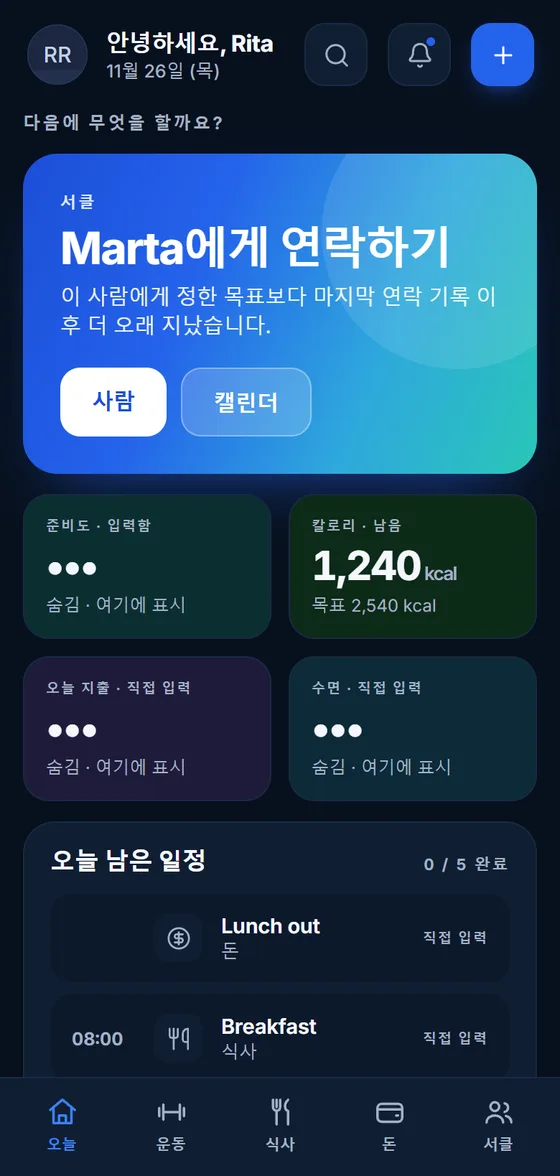 RR
안녕하세요, Rita
11월 26일 (목)
다음에 무엇을 할까요?
서클
Marta에게 연락하기
이 사람에게 정한 목표보다 마지막 연락 기록 이
후 더 오래 지났습니다.
사람
캘린더
준비도 · 입력함
숨김 · 여기에 표시
칼로리 · 남음
1,240 kcal
목표 2,540 kcal
오늘 지출 · 직접 입력
숨김 · 여기에 표시
수면 · 직접 입력
숨김 · 여기에 표시
오늘 남은 일정
0 / 5 완료
Lunch out
돈
직접 입력
08:00
Breakfast
식사
직접 입력
오늘
운동
식사
돈
서클